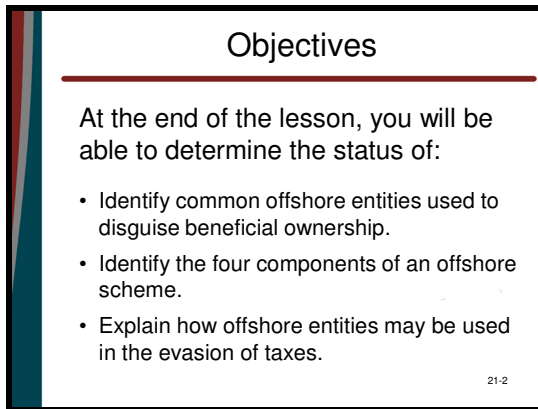 Objectives
At the end of the lesson, you will be
able to determine the status of:
• Identify common offshore entities used to
disguise beneficial ownership.
• Identify the four components of an offshore
scheme.
• Explain how offshore entities may be used
in the evasion of taxes.
21-2